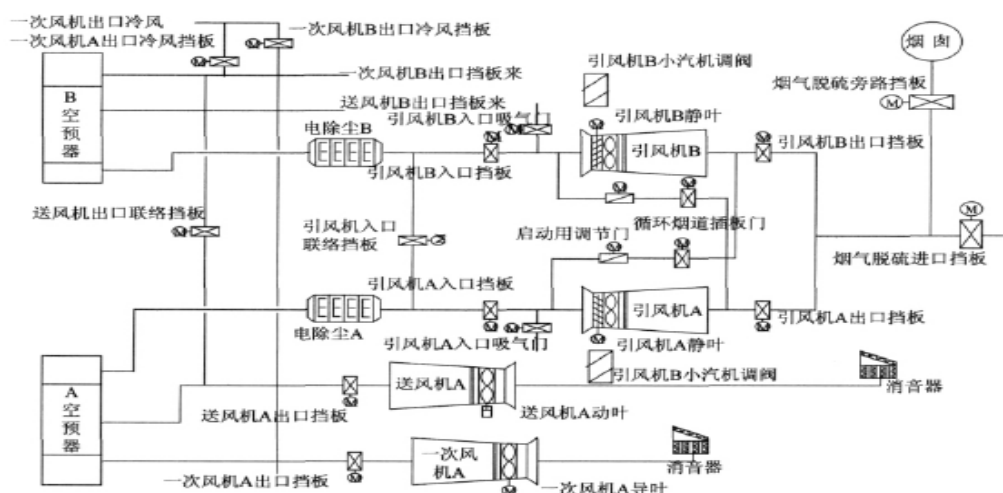 一次风机出口冷风
一次风机A出口冷风挡板
一次风机B出口冷风挡板
烟 囱
引风机B小汽机调阀
一次风机B出口挡板来
烟气脱硫旁路挡板
B
空
预
器
送风机B出口挡板来
电除尘B
引风机B入口吸气门
引风机B静叶
引风机B
引风机B出口挡板
引风机B入口挡板
送风机出口联络挡板
引风机入口
联络挡板
启动用调节门
循环烟道插板门
M
烟气脱硫进口挡板
引风机A入口挡板
引风机A
引风机A出口挡板
电除尘A
引风机A入口吸气门
引风机A静叶
引风机B小汽机调阀
A
空
预
器
送风机A
消音器
送风机A出口挡板
送风机A动叶
一次风
机A
消音器
一次风机A出口挡板
一次风机A导叶